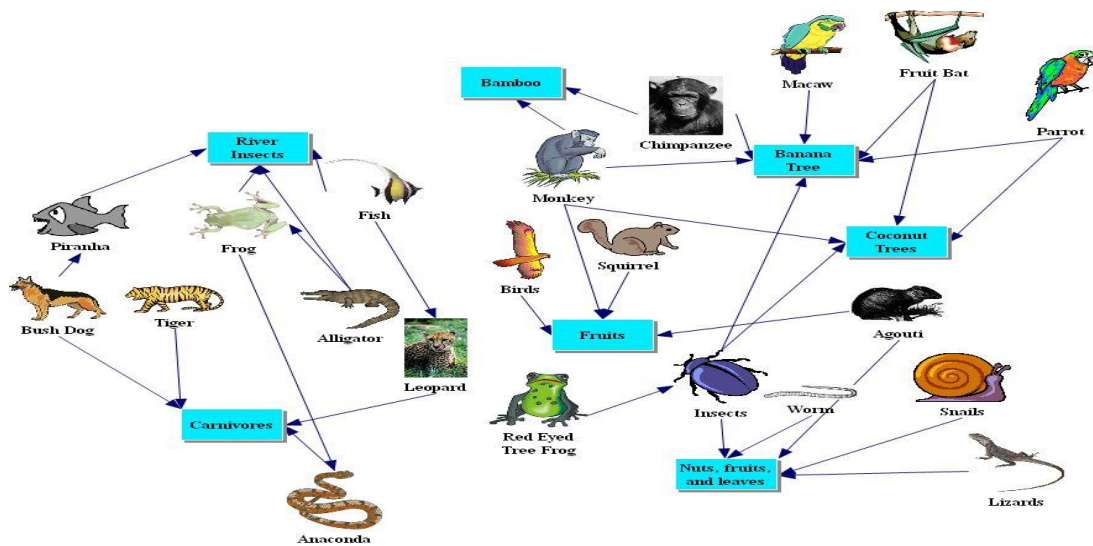 Macaw
Fruit Bat
Parrot
Bamboo
Chimpanzee
Banana
Tree
River
Insects
Monkey
Fish
Piranha
Frog
Coconut
Trees
Squirrel
Birds
Bush Dog
Tiger
Alligator
Leopard
Fruits
Agouti
Insects
Worm
Snails
Red Eyed
Tree Frog
Carnivores
Nuts, fruits,
and leaves
Lizards
Anaconda